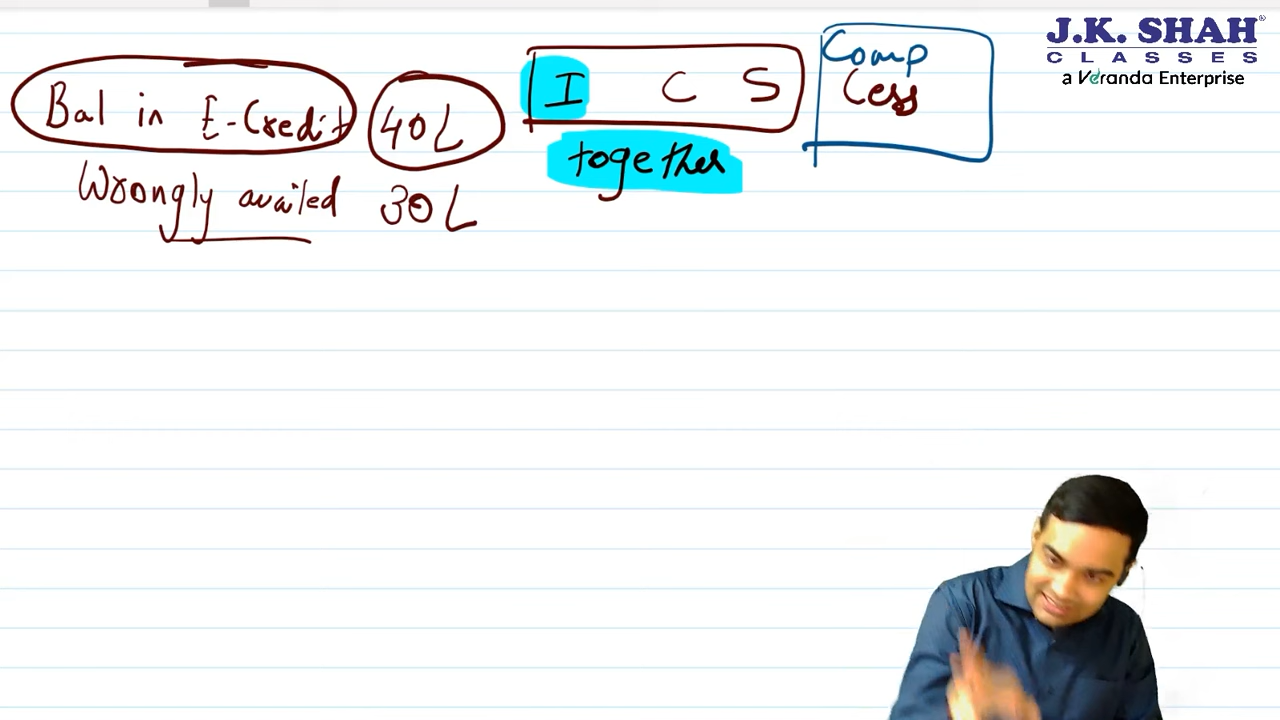 Bal in E-Credit 40L
Wrongly availed 30L
I C S
together
Comp
Cess
J.K. SHAH®
CLASSES
a Veranda Enterprise